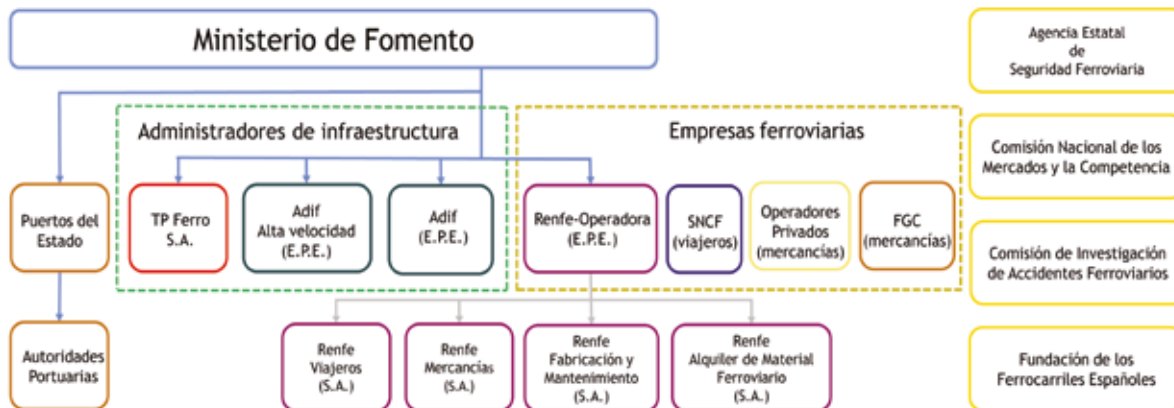 Ministerio de Fomento
Administradores de infraestructura
Empresas ferroviarias
Puertos del
Estado
TP Ferro
S.A.
Adif
Alta velocidad
(E.P.E.)
Adif
(E.P.E.)
Renfe-Operadora
(E.P.E.)
SNCF
(viajeros)
Operadores
Privados
(mercancías)
FGC
(mercancías)
Autoridades
Portuarias
Renfe
Viajeros
(S.A.)
Renfe
Mercancías
(S.A.)
Renfe
Fabricación y
Mantenimiento
(S.A.)
Renfe
Alquiler de Material
Ferroviario
(S.A.)
Agencia Estatal
de
Seguridad Ferroviaria
Comisión Nacional de los
Mercados y la Competencia
Comisión de Investigación
de Accidentes Ferroviarios
Fundación de los
Ferrocarriles Españoles